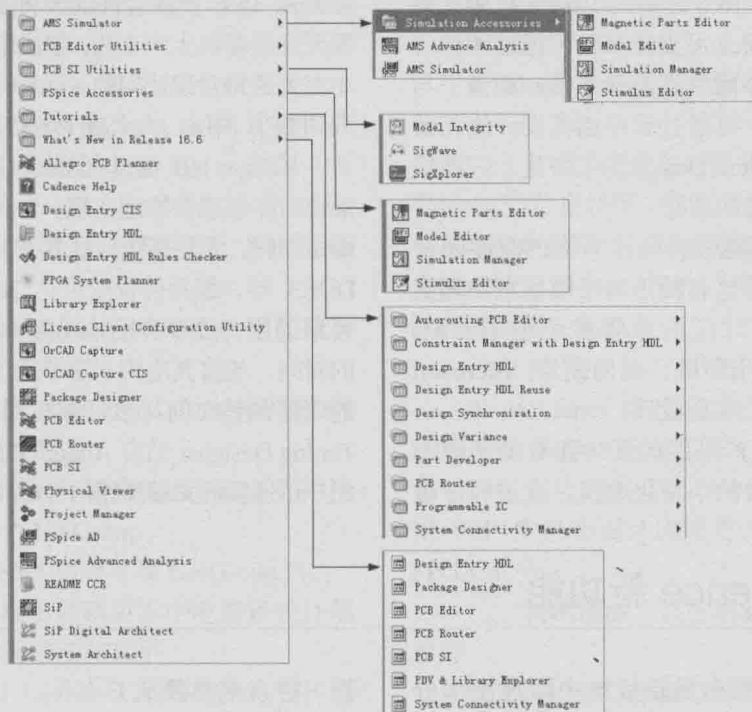 AMS Simulator
PCB Editor Utilities
PCB SI Utilities
PSpice Accessories
Tutorials
What's New in Release 16.6
Allegro PCB Planner
Cadence Help
Design Entry CIS
Design Entry HDL
Design Entry HDL Rules Checker
FPGA System Planner
Library Explorer
License Client Configuration Utility
OrCAD Capture
OrCAD Capture CIS
Package Designer
PCB Editor
PCB Router
PCB SI
Physical Viewer
Project Manager
PSpice AD
PSpice Advanced Analysis
README CCR
SiP
SiP Digital Architect
System Architect
Simulation Accessories
AMS Advance Analysis
AMS Simulator
Magnetic Parts Editor
Model Editor
Simulation Manager
Stimulus Editor
Model Integrity
SigWave
SigXplorer
Magnetic Parts Editor
Model Editor
Simulation Manager
Stimulus Editor
Autorouting PCB Editor
Constraint Manager with Design Entry HDL
Design Entry HDL
Design Entry HDL Reuse
Design Synchronization
Design Variance
Part Developer
PCB Router
Programmable IC
System Connectivity Manager
Design Entry HDL
Package Designer
PCB Editor
PCB Router
PCB SI
PDV & Library Explorer
System Connectivity Manager